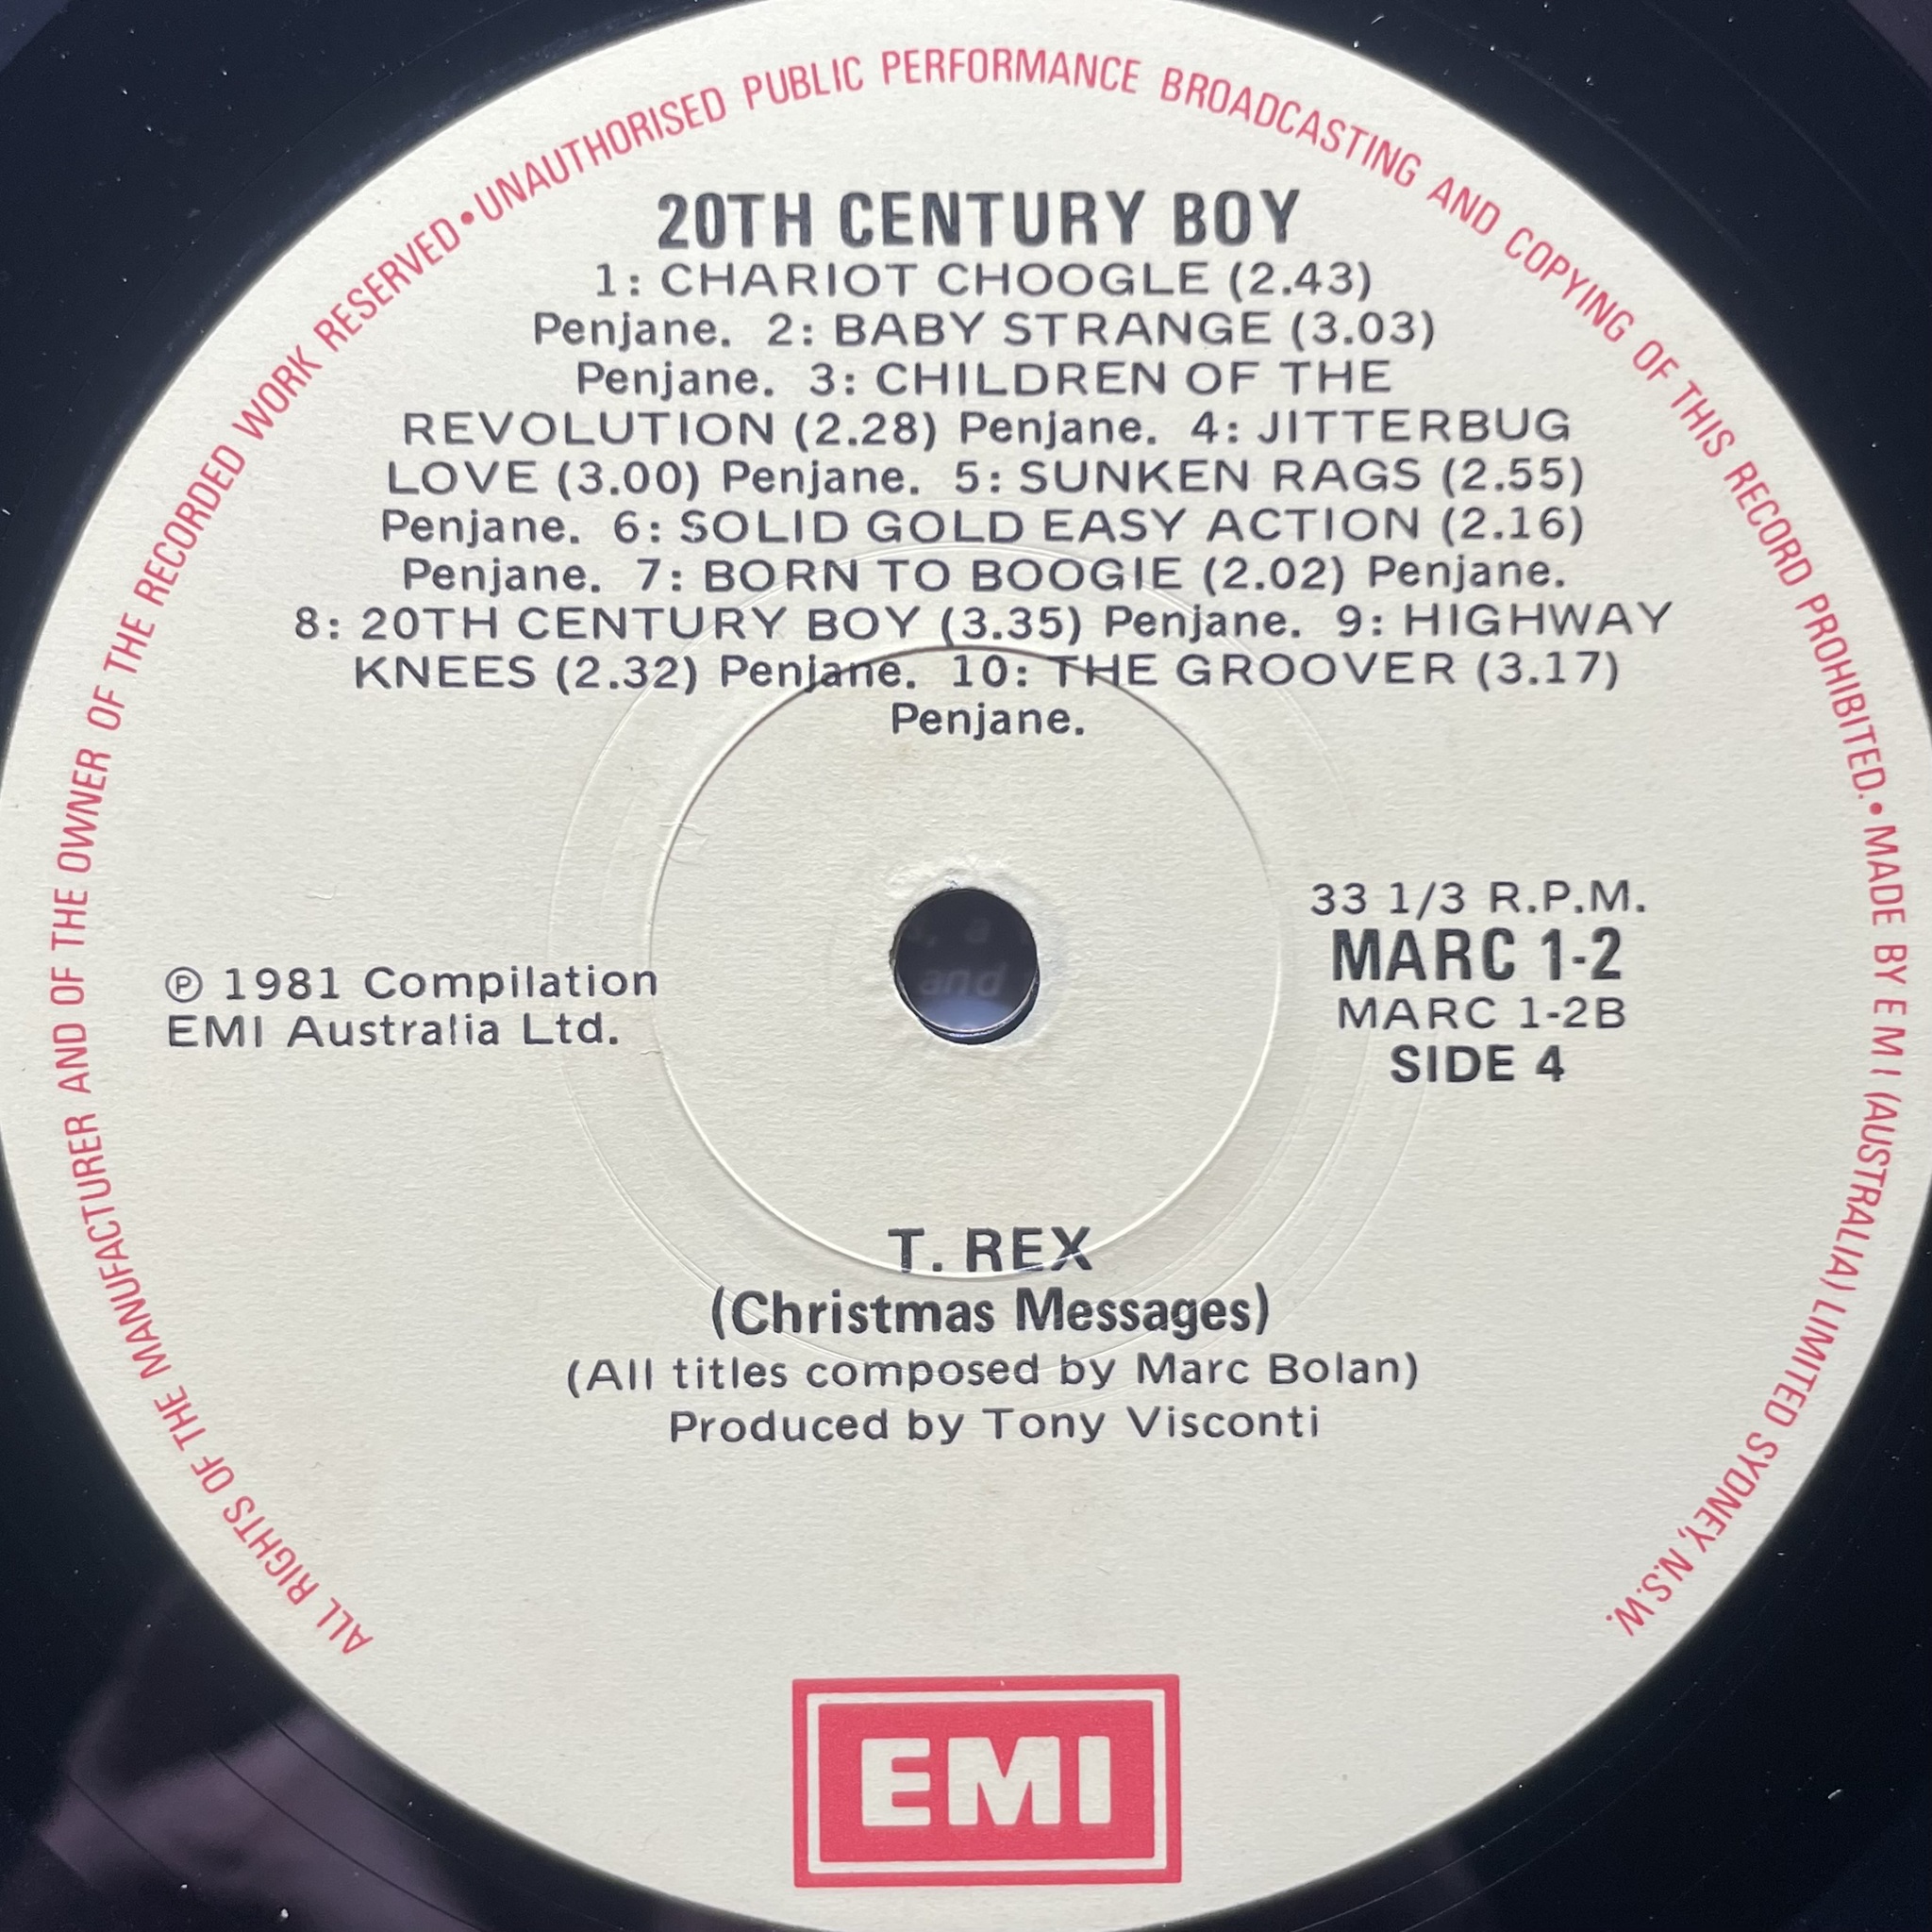 ALL RIGHTS OF THE MANUFACTURER AND OF THE OWNER OF THE RECORDED WORK RESERVED • UNAUTHORISED PUBLIC PERFORMANCE BROADCASTING AND COPYING OF THIS RECORD PROHIBITED. • MADE BY E M I (AUSTRALIA) LIMITED SYDNEY, N.S.W.
20TH CENTURY BOY
1: CHARIOT CHOOGLE (2.43)
Penjane. 2: BABY STRANGE (3.03)
Penjane. 3: CHILDREN OF THE
REVOLUTION (2.28) Penjane. 4: JITTERBUG
LOVE (3.00) Penjane. 5: SUNKEN RAGS (2.55)
Penjane. 6: SOLID GOLD EASY ACTION (2.16)
Penjane. 7: BORN TO BOOGIE (2.02) Penjane.
8: 20TH CENTURY BOY (3.35) Penjane. 9: HIGHWAY
KNEES (2.32) Penjane. 10: THE GROOVER (3.17)
Penjane.
℗ 1981 Compilation
EMI Australia Ltd.
33 1/3 R.P.M.
MARC 1-2
MARC 1-2B
SIDE 4
and
T. REX
(Christmas Messages)
(All titles composed by Marc Bolan)
Produced by Tony Visconti
EMI